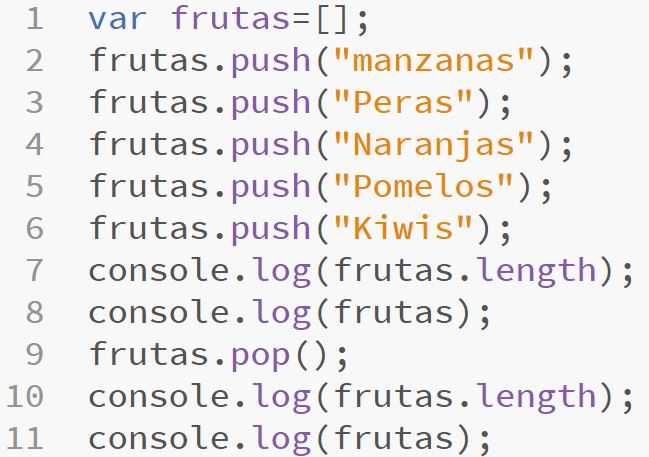 1 var frutas=[];
2 frutas.push("manzanas");
3 frutas.push("Peras");
4 frutas.push("Naranjas");
5 frutas.push("Pomelos");
6 frutas.push("Kiwis");
7 console.log(frutas.length);
8 console.log(frutas);
9 frutas.pop();
10 console.log(frutas.length);
11 console.log(frutas);